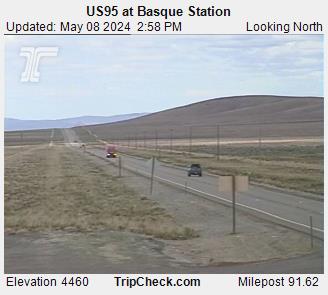 US95 at Basque Station
Updated: May 08 2024 2:58 PM Looking North
Elevation 4460 TripCheck.com Milepost 91.62